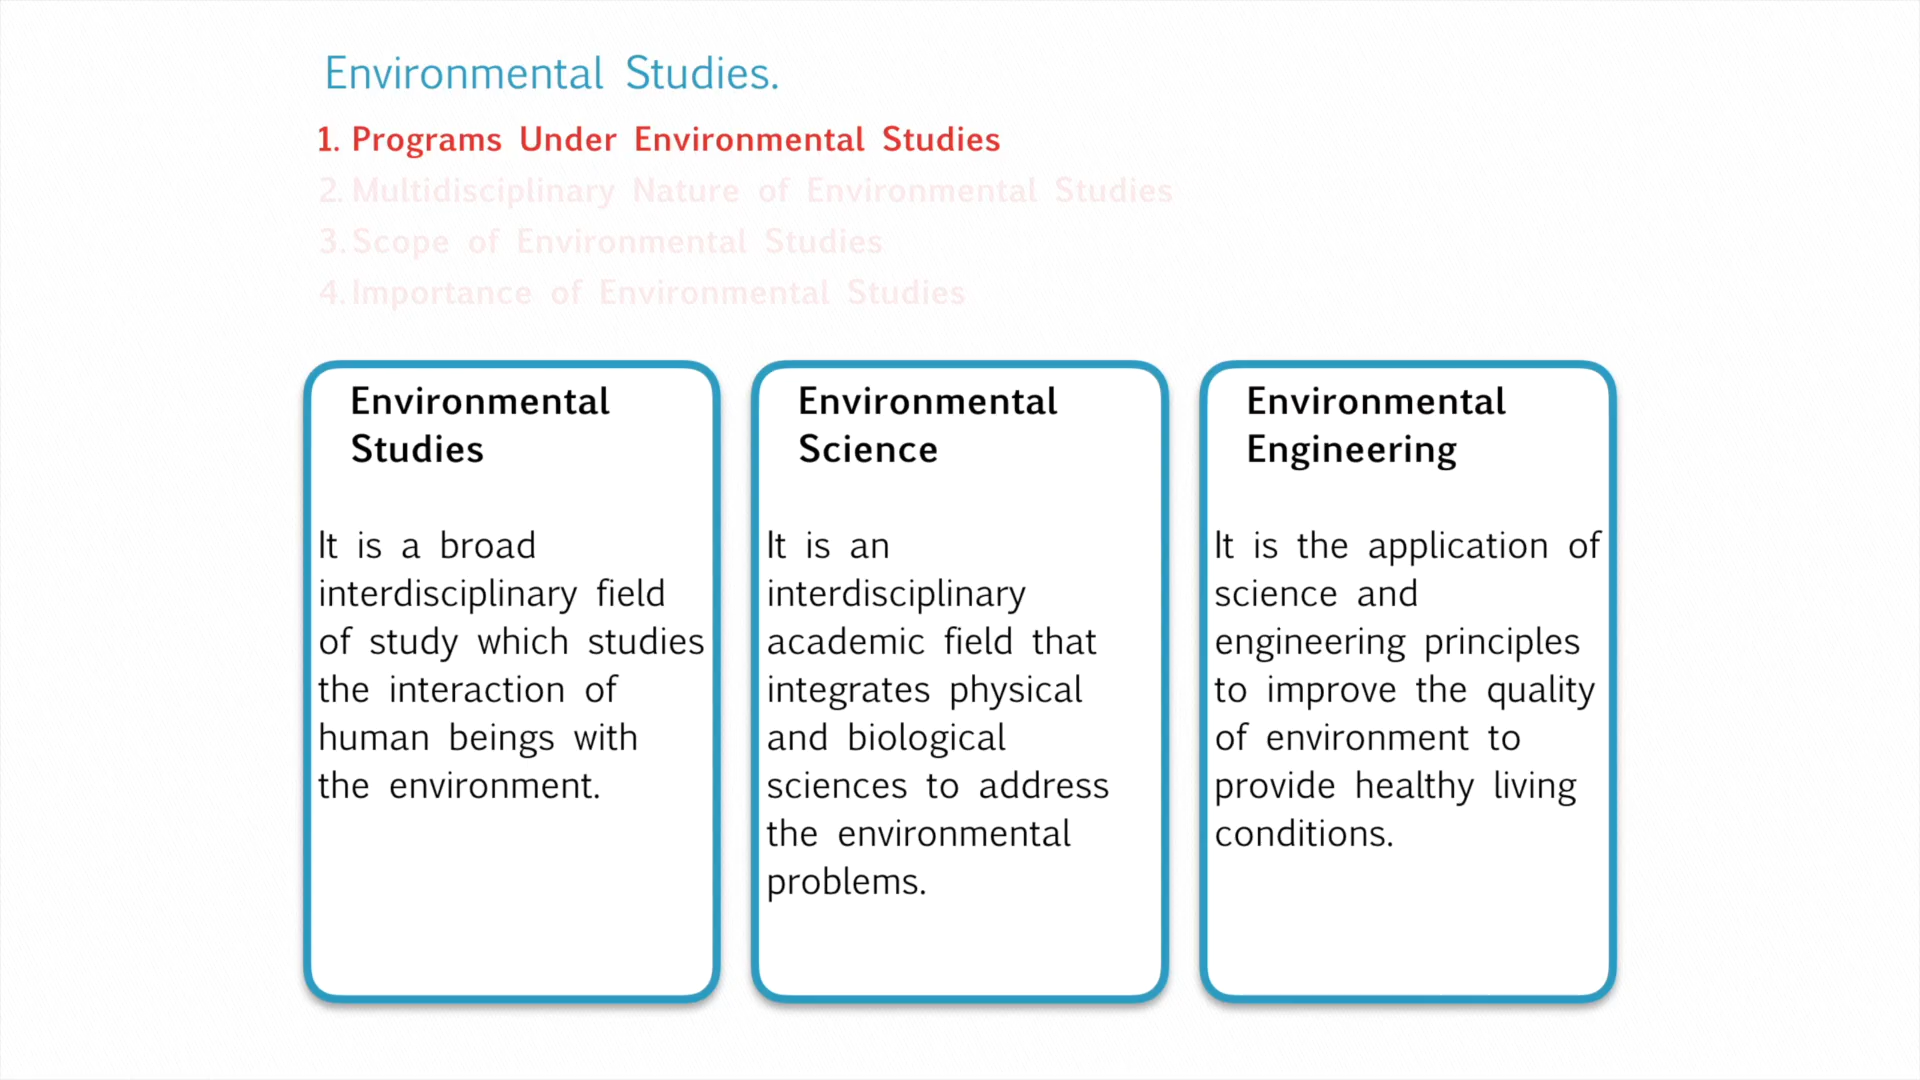 Environmental Studies.
1. Programs Under Environmental Studies
2. Multidisciplinary Nature of Environmental Studies
3. Scope of Environmental Studies
4. Importance of Environmental Studies
Environmental
Studies
It is a broad
interdisciplinary field
of study which studies
the interaction of
human beings with
the environment.
Environmental
Science
It is an
interdisciplinary
academic field that
integrates physical
and biological
sciences to address
the environmental
problems.
Environmental
Engineering
It is the application of
science and
engineering principles
to improve the quality
of environment to
provide healthy living
conditions.